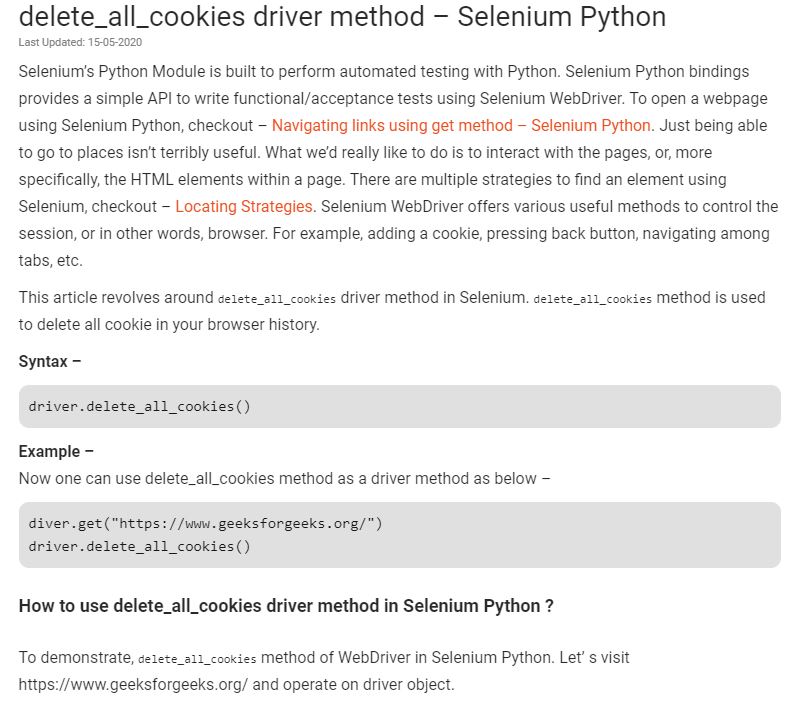 delete_all_cookies driver method – Selenium Python
Last Updated: 15-05-2020
Selenium's Python Module is built to perform automated testing with Python. Selenium Python bindings
provides a simple API to write functional/acceptance tests using Selenium WebDriver. To open a webpage
using Selenium Python, checkout – Navigating links using get method – Selenium Python. Just being able
to go to places isn't terribly useful. What we'd really like to do is to interact with the pages, or, more
specifically, the HTML elements within a page. There are multiple strategies to find an element using
Selenium, checkout – Locating Strategies. Selenium WebDriver offers various useful methods to control the
session, or in other words, browser. For example, adding a cookie, pressing back button, navigating among
tabs, etc.
This article revolves around delete_all_cookies driver method in Selenium. delete_all_cookies method is used
to delete all cookie in your browser history.
Syntax –
driver.delete_all_cookies()
Example –
Now one can use delete_all_cookies method as a driver method as below –
diver.get("https://www.geeksforgeeks.org/")
driver.delete_all_cookies()
How to use delete_all_cookies driver method in Selenium Python ?
To demonstrate, delete_all_cookies method of WebDriver in Selenium Python. Let' s visit
https://www.geeksforgeeks.org/ and operate on driver object.